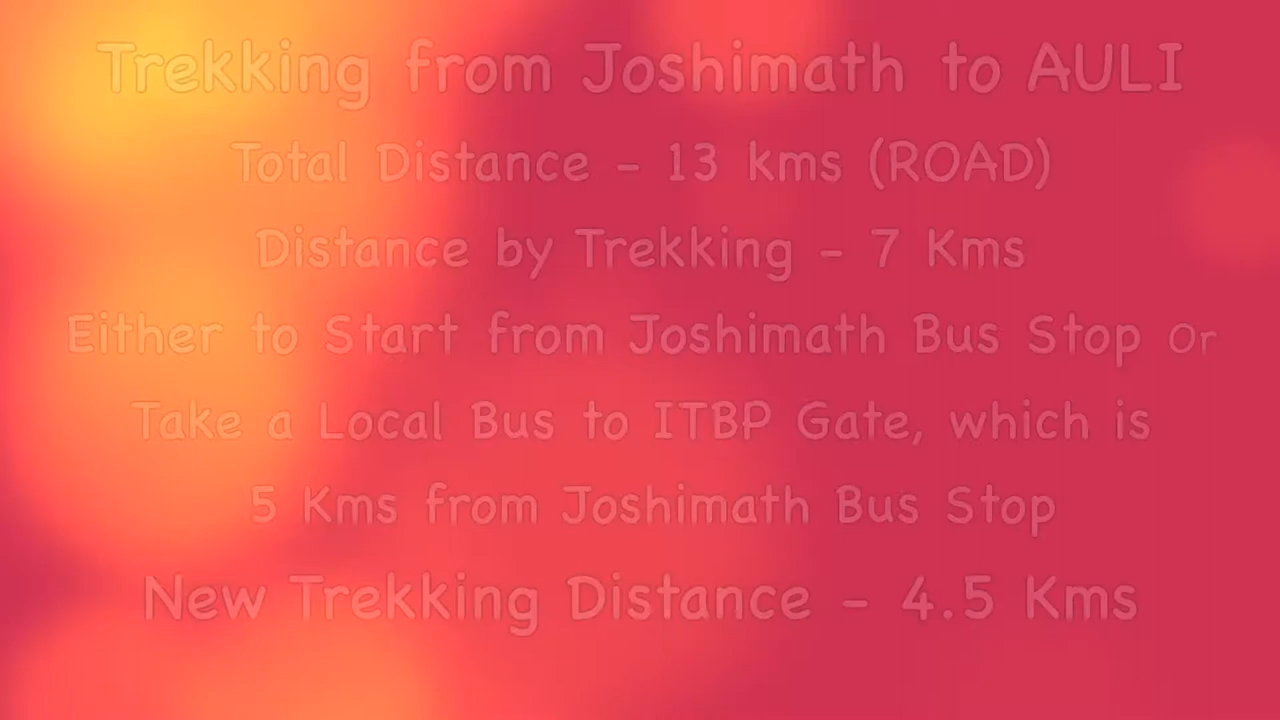 Trekking from Joshimath to AULI
Total Distance - 13 kms (ROAD)
Distance by Trekking - 7 Kms
Either to Start from Joshimath Bus Stop Or
Take a Local Bus to ITBP Gate, which is
5 Kms from Joshimath Bus Stop
New Trekking Distance - 4.5 Kms